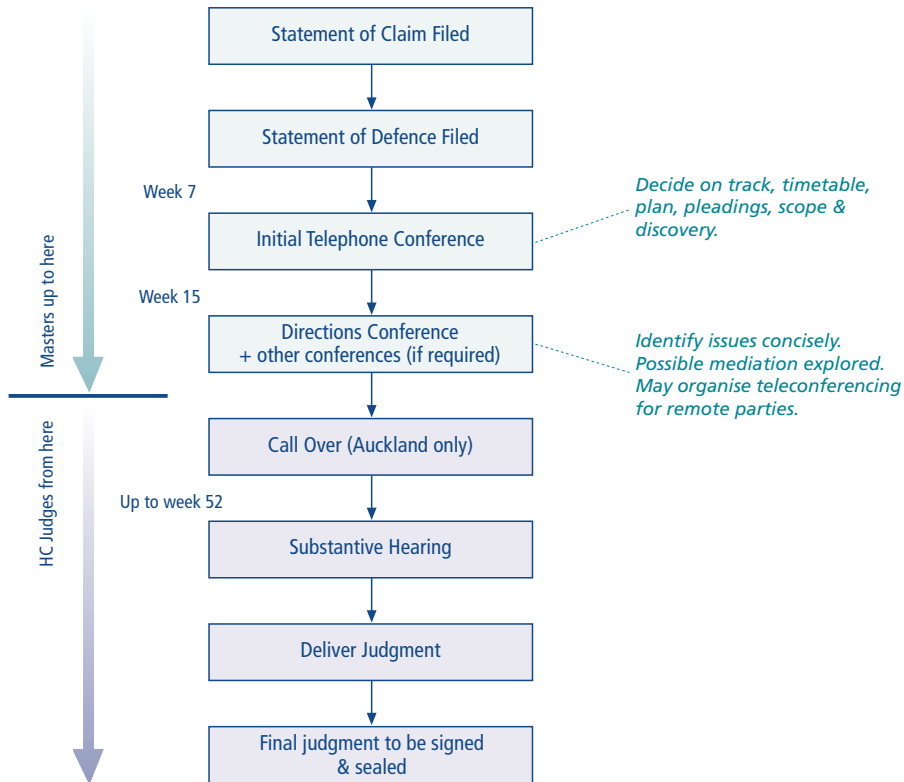 Statement of Claim Filed
Statement of Defence Filed
Week 7
Decide on track, timetable,
plan, pleadings, scope &
discovery.
Initial Telephone Conference
Masters up to here
Week 15
Directions Conference
+ other conferences (if required)
Identify issues concisely.
Possible mediation explored.
May organise teleconferencing
for remote parties.
HC Judges from here
Call Over (Auckland only)
Up to week 52
Substantive Hearing
Deliver Judgment
Final judgment to be signed
& sealed